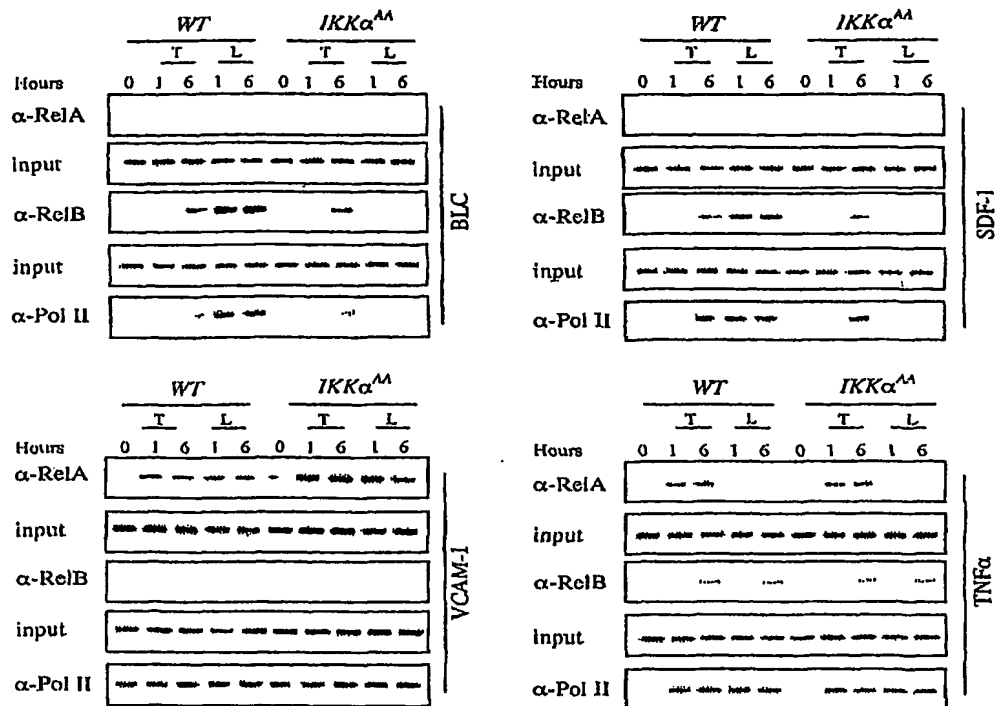 WT IKKα^AA
T L T L
Hours 0 1 6 1 6 0 1 6 1 6
α-RelA
input
α-RelB
input
α-Pol II
BLC
WT IKKα^AA
T L T L
Hours 0 1 6 1 6 0 1 6 1 6
α-RelA
input
α-RelB
input
α-Pol II
SDF-1
WT IKKα^AA
T L T L
Hours 0 1 6 1 6 0 1 6 1 6
α-RelA
input
α-RelB
input
α-Pol II
VCAM-1
WT IKKα^AA
T L T L
Hours 0 1 6 1 6 0 1 6 1 6
α-RelA
input
α-RelB
input
α-Pol II
TNFα